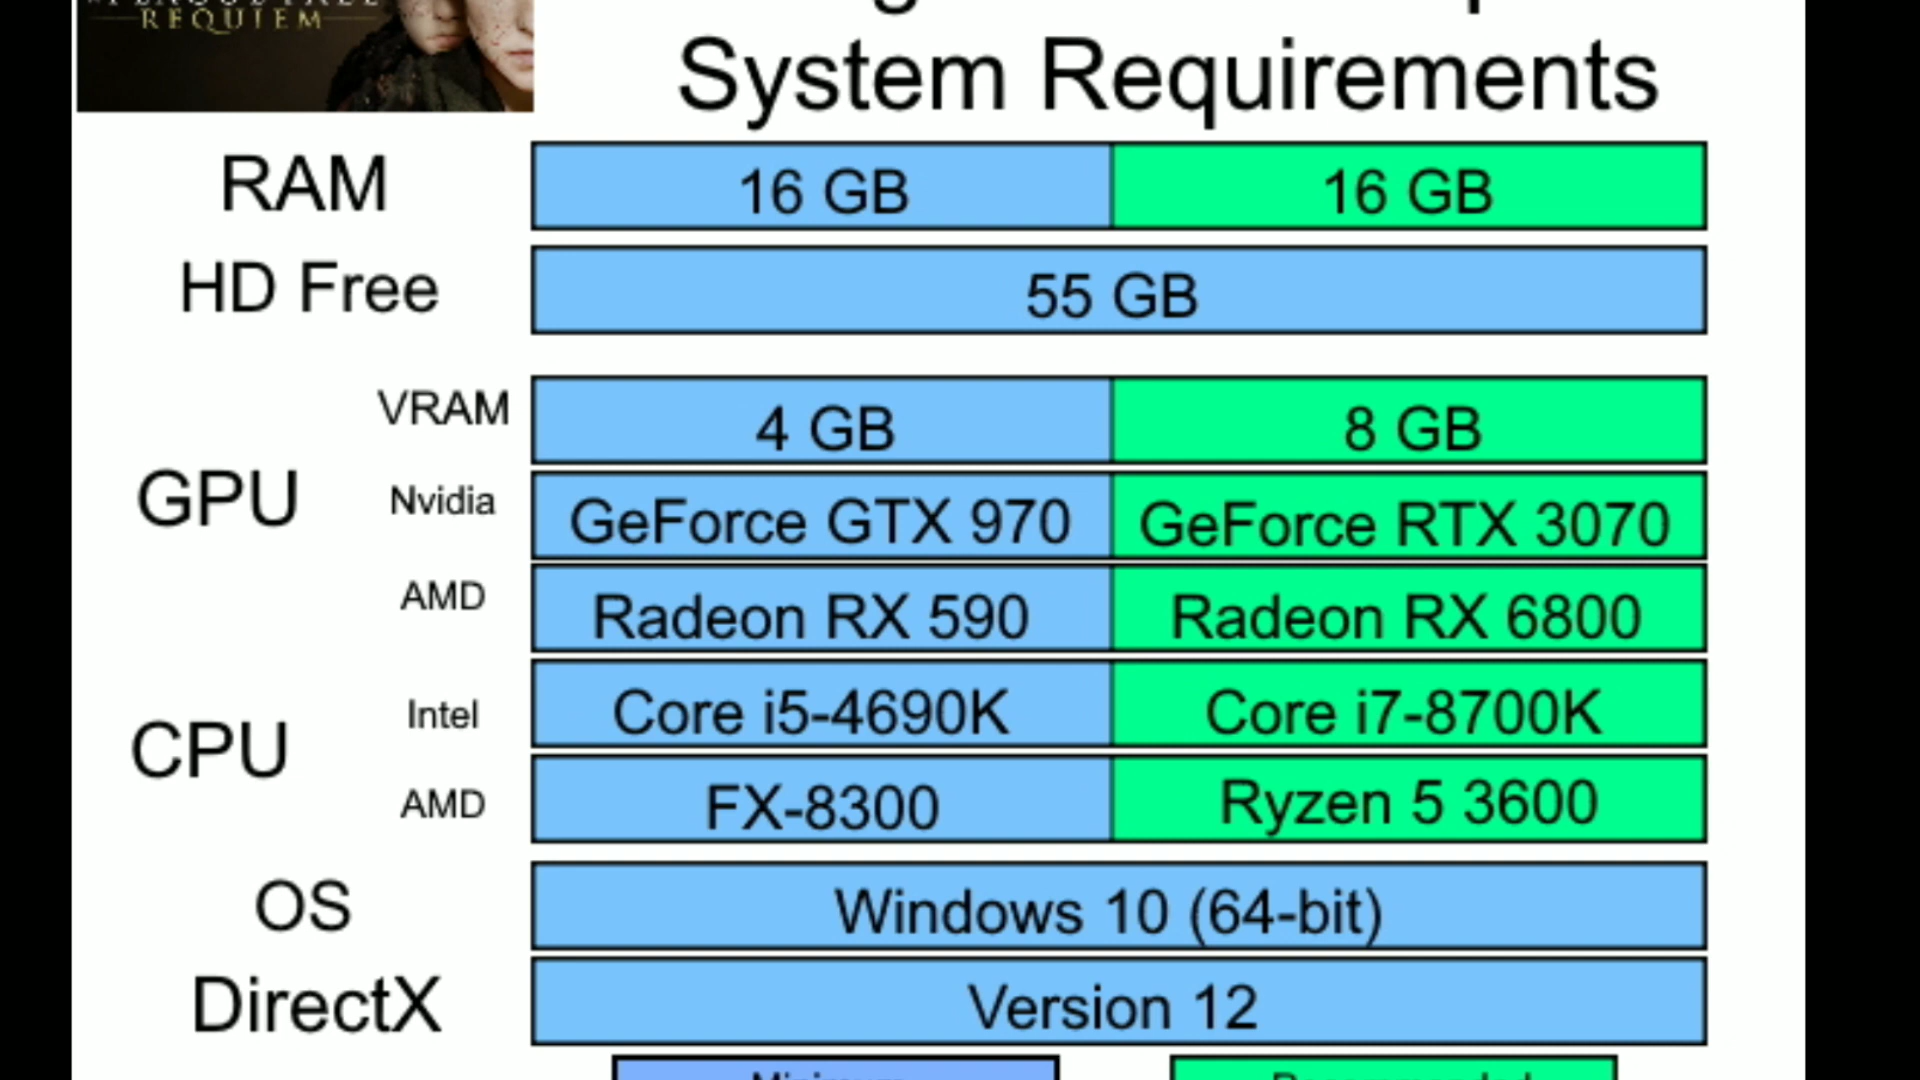 REQUIEM
System Requirements
RAM
16 GB
16 GB
HD Free
55 GB
VRAM
4 GB
8 GB
GPU
Nvidia
GeForce GTX 970
GeForce RTX 3070
AMD
Radeon RX 590
Radeon RX 6800
CPU
Intel
Core i5-4690K
Core i7-8700K
AMD
FX-8300
Ryzen 5 3600
OS
Windows 10 (64-bit)
DirectX
Version 12